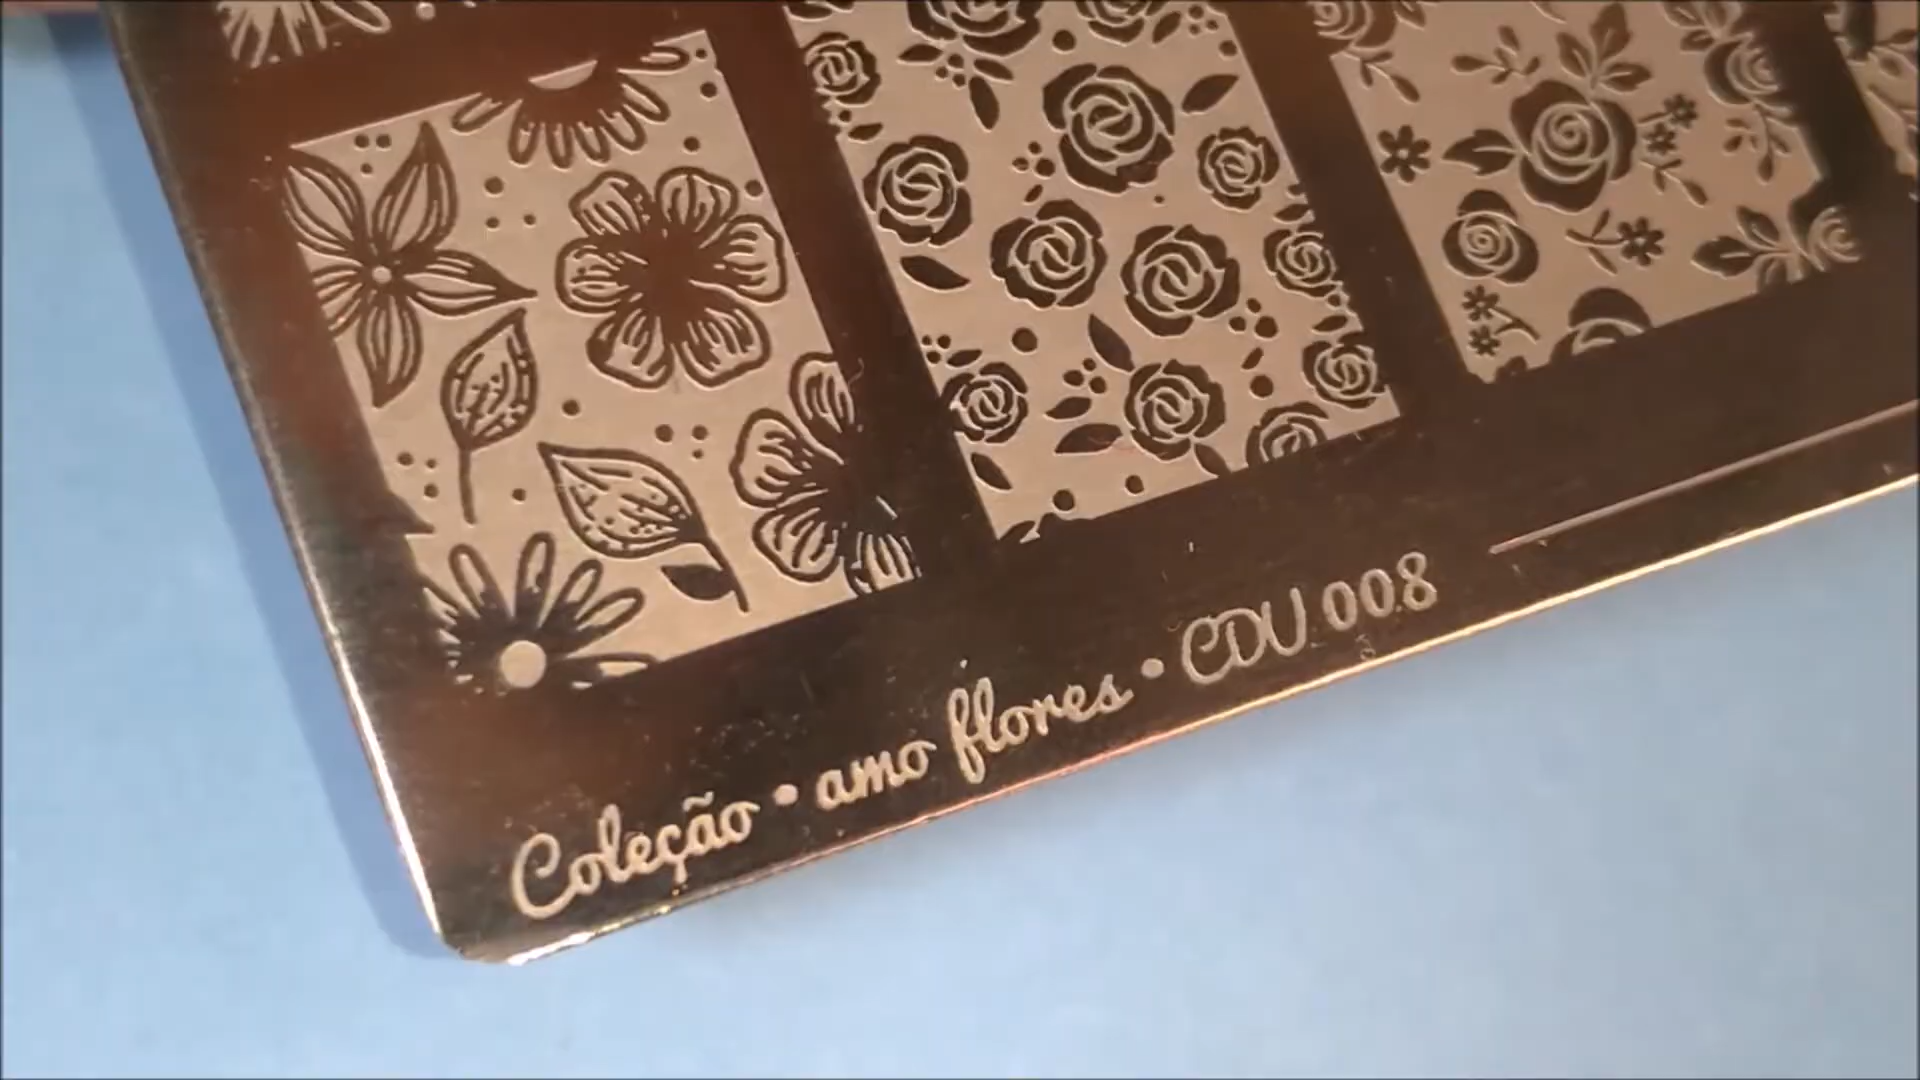 Coleção • amo flores • CDU 008